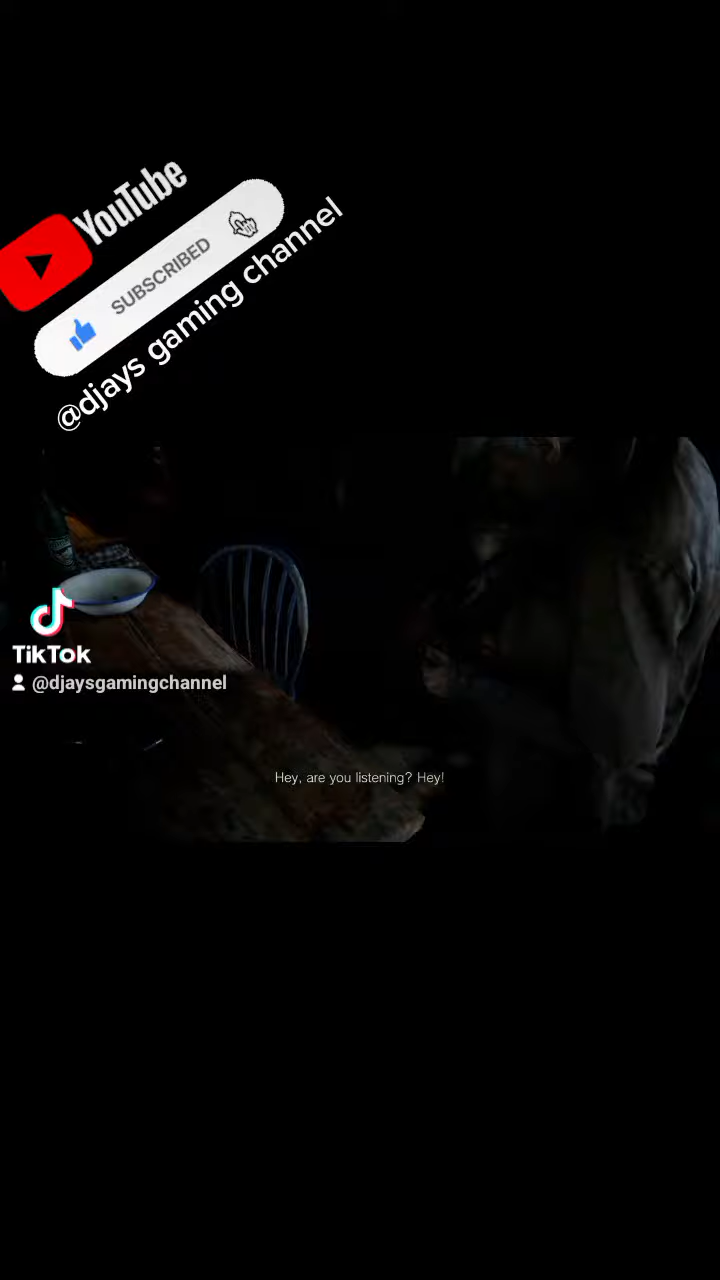 YouTube
SUBSCRIBED
@djays gaming channel
TikTok
@djaysgamingchannel
Hey, are you listening? Hey!